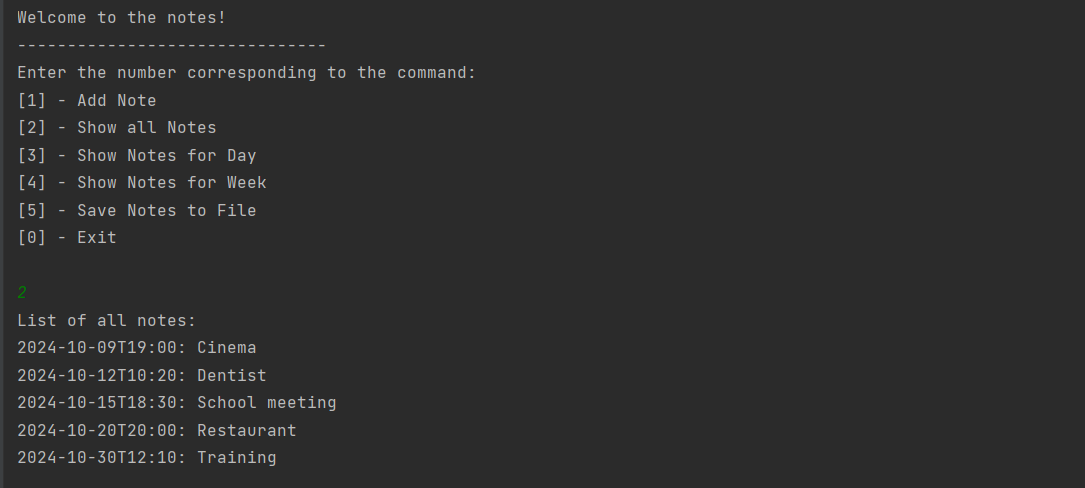 Welcome to the notes!
-------------------------------
Enter the number corresponding to the command:
[1] - Add Note
[2] - Show all Notes
[3] - Show Notes for Day
[4] - Show Notes for Week
[5] - Save Notes to File
[0] - Exit
2
List of all notes:
2024-10-09T19:00: Cinema
2024-10-12T10:20: Dentist
2024-10-15T18:30: School meeting
2024-10-20T20:00: Restaurant
2024-10-30T12:10: Training